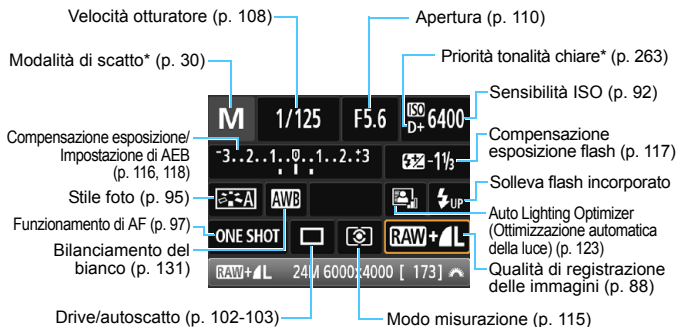 Velocità otturatore (p. 108)
Apertura (p. 110)
Modalità di scatto* (p. 30)
Priorità tonalità chiare* (p. 263)
Sensibilità ISO (p. 92)
M 1/125 F5.6 ISO D+ 6400
Compensazione esposizione/
Impostazione di AEB
(p. 116, 118)
-3..2..1..0..1..2.:+3
-1⅓
Compensazione
esposizione flash (p. 117)
Stile foto (p. 95)
A AWB
UP
Solleva flash incorporato
Funzionamento di AF (p. 97)
ONE SHOT
RAW+L
Auto Lighting Optimizer
(Ottimizzazione automatica
della luce) (p. 123)
Bilanciamento del
bianco (p. 131)
RAW+L 24M 6000x4000 [ 173]
Qualità di registrazione
delle immagini (p. 88)
Drive/autoscatto (p. 102-103)
Modo misurazione (p. 115)